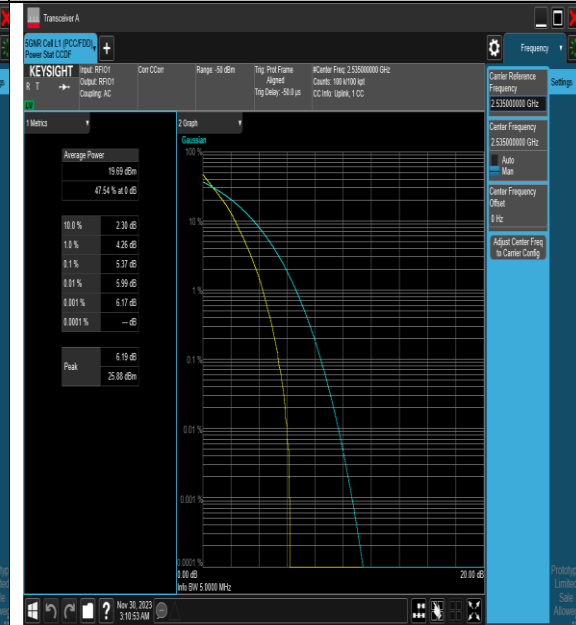 Transceiver A
5GNR Cell L1 (PCC/FDD),
Power Stat CCDF
Frequency
Settings
KEYSIGHT
R T
LV
Input: RFIO1
Output: RFIO1
Coupling: AC
Corr CCorr
Range: -50 dBm
Trig: Prot Frame
Aligned
Trig Delay: -50.0 µs
#Center Freq: 2.535000000 GHz
Counts: 100 k/100 kpt
CC Info: Uplink, 1 CC
1 Metrics
Average Power
19.69 dBm
47.54 % at 0 dB
10.0 % 2.30 dB
1.0 % 4.26 dB
0.1 % 5.37 dB
0.01 % 5.99 dB
0.001 % 6.17 dB
0.0001 % --- dB
Peak
6.19 dB
25.88 dBm
2 Graph
Gaussian
100 %
10 %
1 %
0.1 %
0.01 %
0.001 %
0.0001 %
0.00 dB
20.00 dB
Info BW 5.0000 MHz
Carrier Reference
Frequency
2.535000000 GHz
Center Frequency
2.535000000 GHz
Auto
Man
Center Frequency
Offset
0 Hz
Adjust Center Freq
to Carrier Config
Nov 30, 2023
3:10:53 AM
Limited
Sale